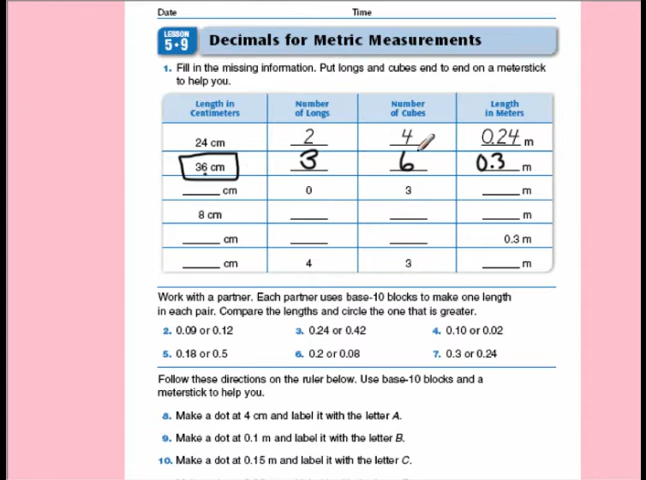 Date Time
LESSON
5•9
Decimals for Metric Measurements
1. Fill in the missing information. Put longs and cubes end to end on a meterstick
to help you.
Length in Centimeters Number of Longs Number of Cubes Length in Meters
24 cm 2 4 0.24 m
36 cm 3 6 0.3 m
cm 0 3 m
8 cm m
cm 0.3 m
cm 4 3 m
Work with a partner. Each partner uses base-10 blocks to make one length
in each pair. Compare the lengths and circle the one that is greater.
2. 0.09 or 0.12 3. 0.24 or 0.42 4. 0.10 or 0.02
5. 0.18 or 0.5 6. 0.2 or 0.08 7. 0.3 or 0.24
Follow these directions on the ruler below. Use base-10 blocks and a
meterstick to help you.
8. Make a dot at 4 cm and label it with the letter A.
9. Make a dot at 0.1 m and label it with the letter B.
10. Make a dot at 0.15 m and label it with the letter C.